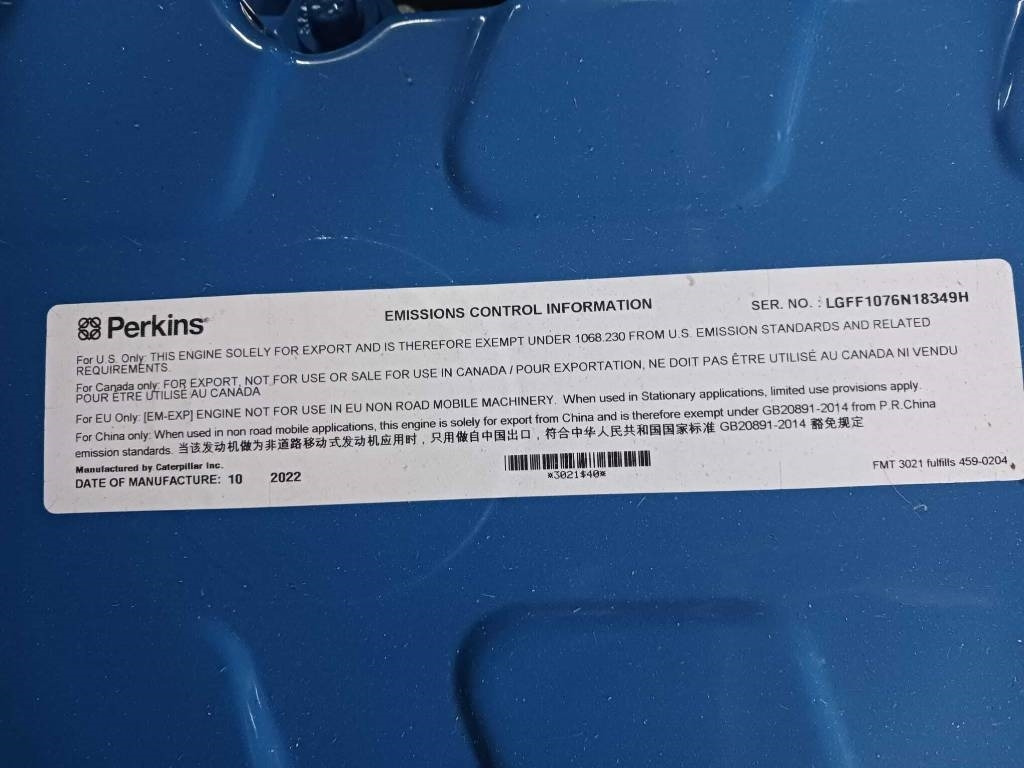 Perkins
EMISSIONS CONTROL INFORMATION
SER. NO. : LGFF1076N18349H
For U.S. Only: THIS ENGINE SOLELY FOR EXPORT AND IS THEREFORE EXEMPT UNDER 1068.230 FROM U.S. EMISSION STANDARDS AND RELATED
REQUIREMENTS.
For Canada only: FOR EXPORT, NOT FOR USE OR SALE FOR USE IN CANADA / POUR EXPORTATION, NE DOIT PAS ÊTRE UTILISÉ AU CANADA NI VENDU
POUR ÊTRE UTILISÉ AU CANADA
For EU Only: [EM-EXP] ENGINE NOT FOR USE IN EU NON ROAD MOBILE MACHINERY. When used in Stationary applications, limited use provisions apply.
For China only: When used in non road mobile applications, this engine is solely for export from China and is therefore exempt under GB20891-2014 from P.R.China
emission standards. 当该发动机做为非道路移动式发动机应用时，只用做自中国出口，符合中华人民共和国国家标准 GB20891-2014 豁免规定
Manufactured by Caterpillar Inc.
DATE OF MANUFACTURE: 10 2022
*3021$40*
FMT 3021 fulfills 459-0204